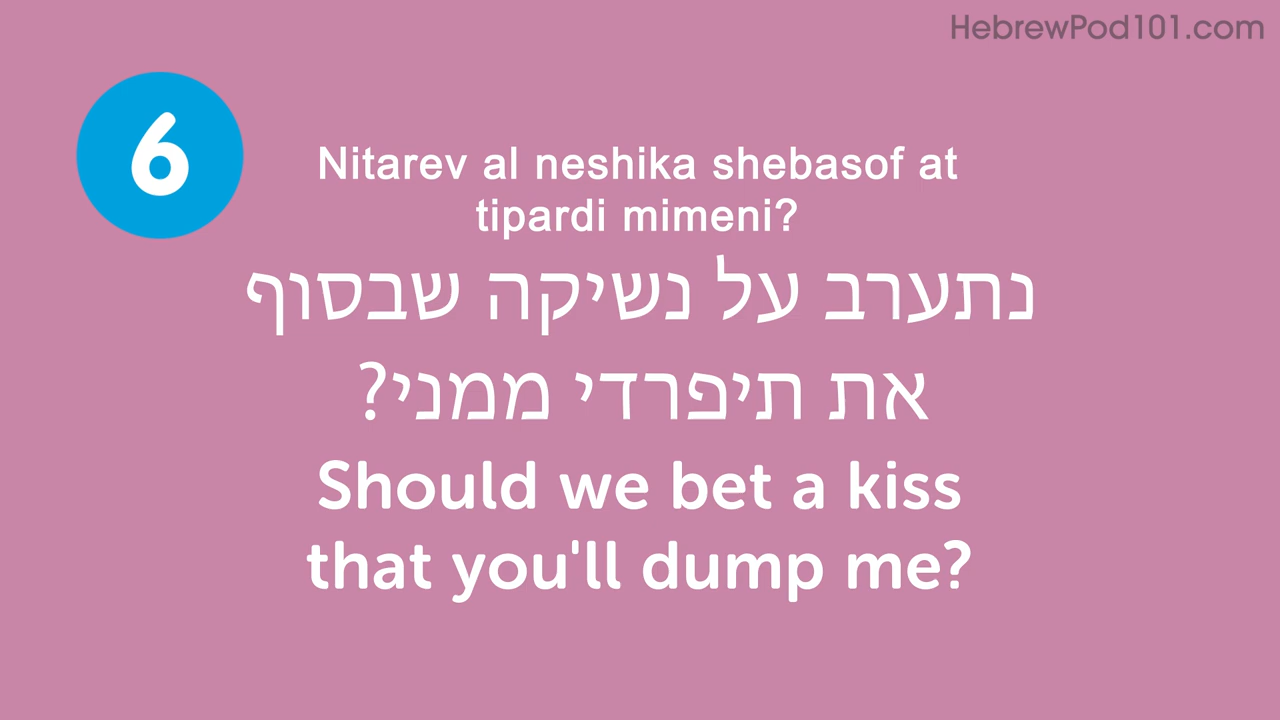 HebrewPod101.com
6
Nitarev al neshika shebasof at
tipardi mimeni?
נתערב על נשיקה שבסוף
את תיפרדי ממני?
Should we bet a kiss
that you'll dump me?